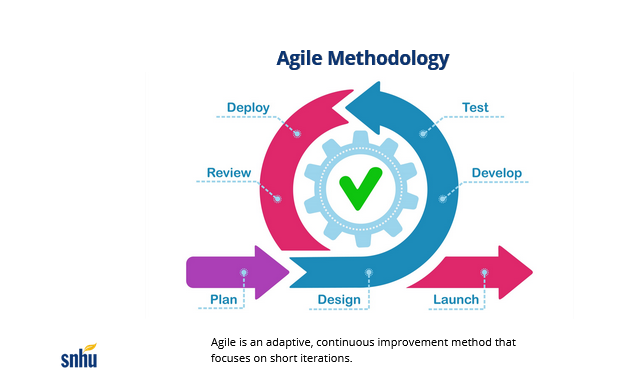 Agile Methodology
Deploy
Test
Review
Develop
Plan
Design
Launch
Agile is an adaptive, continuous improvement method that
focuses on short iterations.
snhu